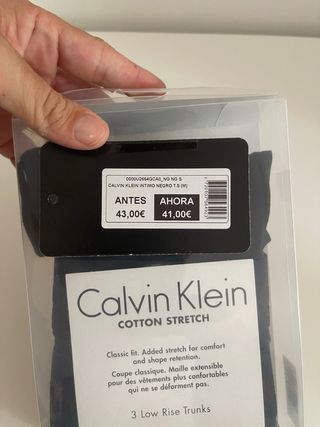 0000U2664GCA0_NG NG S
CALVIN KLEIN INTIMO NEGRO T.S (M)
ANTES AHORA
43,00€ 41,00€
Calvin Klein
COTTON STRETCH
Classic fit. Added stretch for comfort
and shape retention.
Coupe classique. Maille extensible
pour des vêtements plus confortables
qui ne se déforment pas.
3 Low Rise Trunks